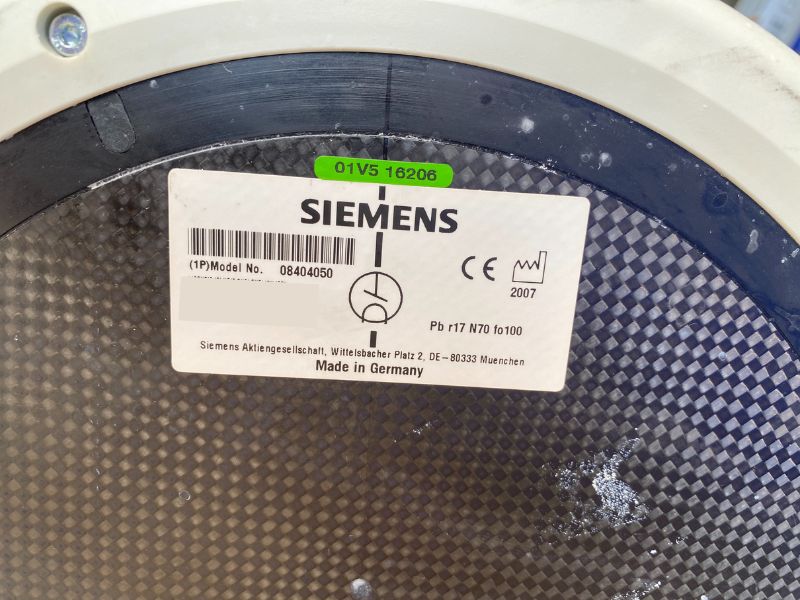 01V5 16206
SIEMENS
(1P)Model No. 08404050
CE
2007
Pb r17 N70 fo100
Siemens Aktiengesellschaft, Wittelsbacher Platz 2, DE-80333 Muenchen
Made in Germany